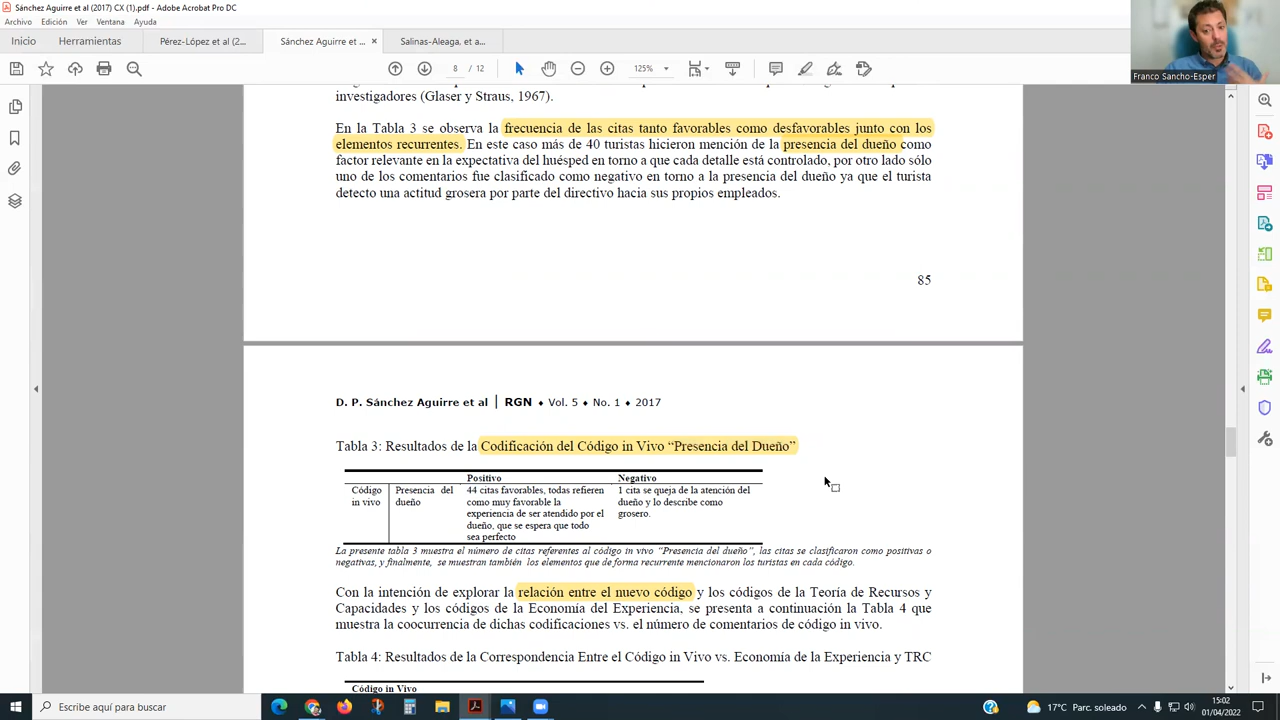 Sánchez Aguirre et al (2017) CX (1).pdf - Adobe Acrobat Pro DC
Archivo Edición Ver Ventana Ayuda
Inicio Herramientas Pérez-López et al (2... Sánchez Aguirre et ... × Salinas-Aleaga, et a...
8 / 12 125%
Franco Sancho-Esper
investigadores (Glaser y Straus, 1967).
En la Tabla 3 se observa la frecuencia de las citas tanto favorables como desfavorables junto con los
elementos recurrentes. En este caso más de 40 turistas hicieron mención de la presencia del dueño como
factor relevante en la expectativa del huésped en torno a que cada detalle está controlado, por otro lado sólo
uno de los comentarios fue clasificado como negativo en torno a la presencia del dueño ya que el turista
detecto una actitud grosera por parte del directivo hacia sus propios empleados.
85
D. P. Sánchez Aguirre et al | RGN ♦ Vol. 5 ♦ No. 1 ♦ 2017
Tabla 3: Resultados de la Codificación del Código in Vivo “Presencia del Dueño”
Positivo Negativo
Código Presencia del 44 citas favorables, todas refieren 1 cita se queja de la atención del
in vivo dueño como muy favorable la dueño y lo describe como
experiencia de ser atendido por el grosero.
dueño, que se espera que todo
sea perfecto
La presente tabla 3 muestra el número de citas referentes al código in vivo “Presencia del dueño”, las citas se clasificaron como positivas o
negativas, y finalmente, se muestran también los elementos que de forma recurrente mencionaron los turistas en cada código.
Con la intención de explorar la relación entre el nuevo código y los códigos de la Teoría de Recursos y
Capacidades y los códigos de la Economía del Experiencia, se presenta a continuación la Tabla 4 que
muestra la coocurrencia de dichas codificaciones vs. el número de comentarios de código in vivo.
Tabla 4: Resultados de la Correspondencia Entre el Código in Vivo vs. Economía de la Experiencia y TRC
Código in Vivo
Escribe aquí para buscar
17°C Parc. soleado
15:02
01/04/2022